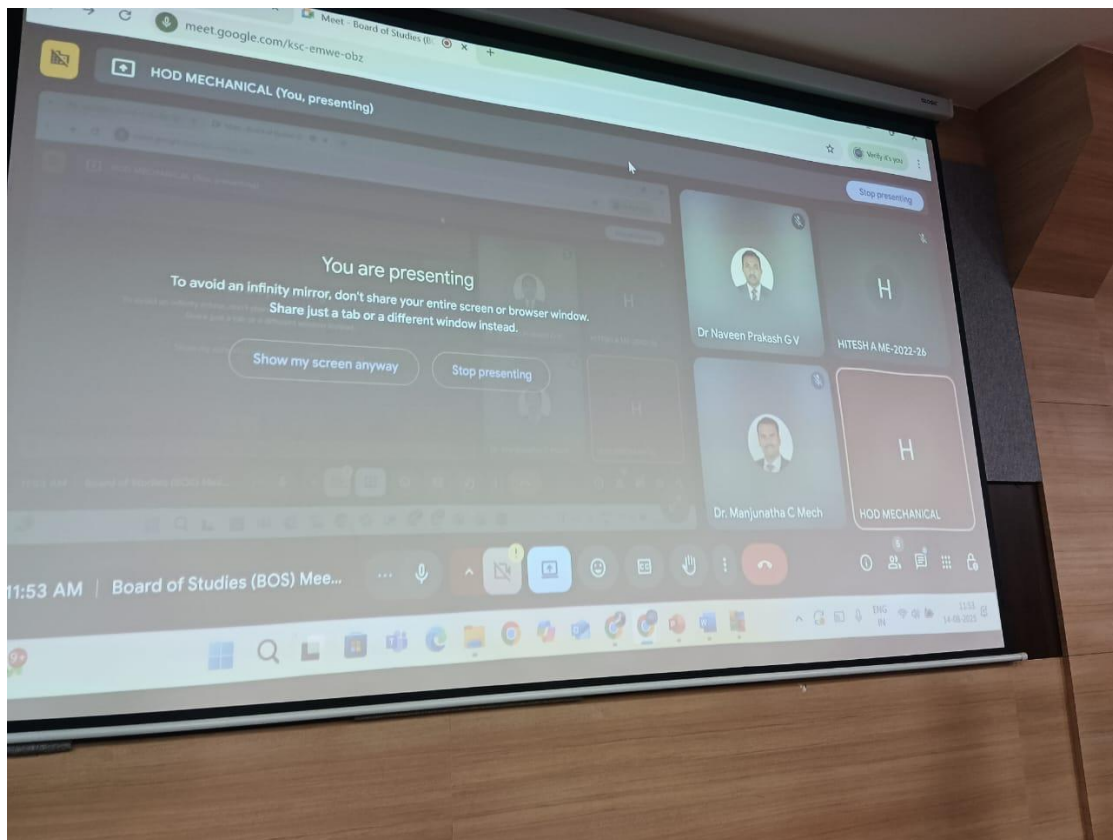 Meet - Board of Studies (B
meet.google.com/ksc-emwe-obz
Verify it's you
HOD MECHANICAL (You, presenting)
Stop presenting
You are presenting
To avoid an infinity mirror, don't share your entire screen or browser window.
Share just a tab or a different window instead.
Show my screen anyway
Stop presenting
Dr Naveen Prakash G V
H
HITESH A ME-2022-26
Dr. Manjunatha C Mech
H
HOD MECHANICAL
11:53 AM | Board of Studies (BOS) Mee...
9+
ENG
IN
11:53